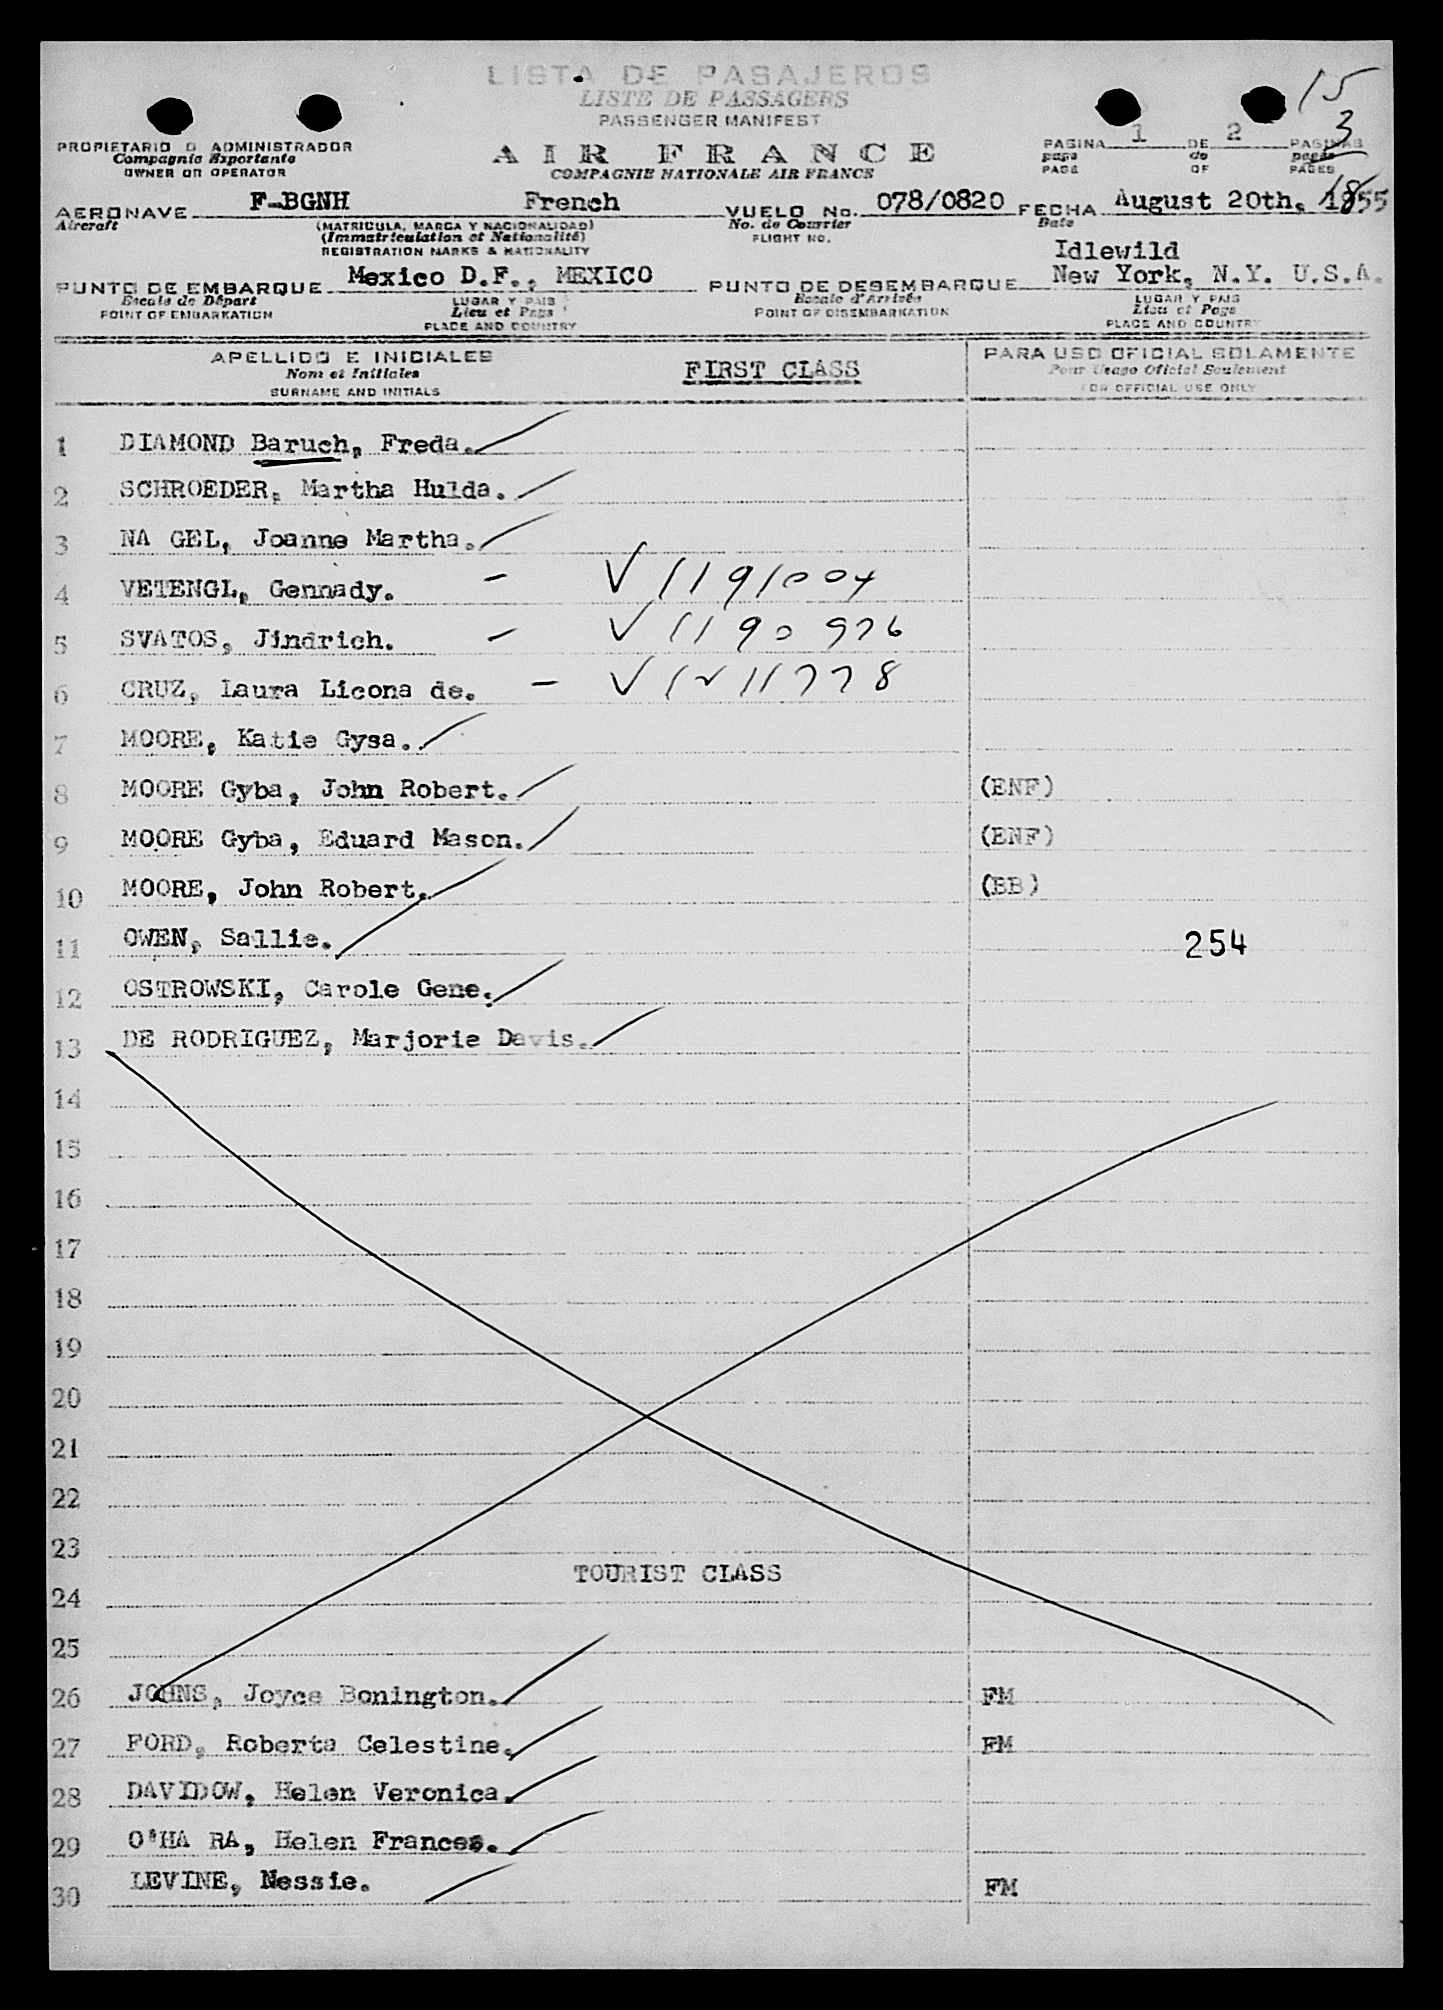 LISTA DE PASAJEROS
LISTE DE PASSAGERS
PASSENGER MANIFEST
15
3
18
PROPIETARIO O ADMINISTRADOR
Compagnie Exportante
OWNER OR OPERATOR
AIR FRANCE
COMPAGNIE NATIONALE AIR FRANCE
PAGINA 1 DE 2 PAGINAS
page de pages
PAGE OF PAGES
AERONAVE F-BGNH French VUELO No. 078/0820 FECHA August 20th, 1955
Aircraft (MATRICULA, MARCA Y NACIONALIDAD) No. de Courrier Date
(Immatriculation et Nationalité) FLIGHT NO.
REGISTRATION MARKS & NATIONALITY
Idlewild
PUNTO DE EMBARQUE Mexico D.F., MEXICO PUNTO DE DESEMBARQUE New York, N.Y. U.S.A.
Escale de Départ LUGAR Y PAIS Escale d'Arrivée LUGAR Y PAIS
POINT OF EMBARKATION Lieu et Pays POINT OF DISEMBARKATION Lieu et Pays
PLACE AND COUNTRY PLACE AND COUNTRY
APELLIDO E INICIALES FIRST CLASS PARA USO OFICIAL SOLAMENTE
Nom et Initiales Pour Usage Oficial Seulement
SURNAME AND INITIALS FOR OFFICIAL USE ONLY
1 DIAMOND Baruch, Freda.
2 SCHROEDER, Martha Hulda.
3 NA GEL, Joanne Martha.
4 VETENGL, Gennady. - V 1191004
5 SVATOS, Jindrich. - V 1190976
6 CRUZ, Laura Licona de. - V 1211778
7 MOORE, Katie Gysa.
8 MOORE Gyba, John Robert. (ENF)
9 MOORE Gyba, Eduard Mason. (ENF)
10 MOORE, John Robert. (BB)
11 OWEN, Sallie. 254
12 OSTROWSKI, Carole Gene.
13 DE RODRIGUEZ, Marjorie Davis.
14
15
16
17
18
19
20
21
22
23
TOURIST CLASS
24
25
26 JOHNS, Joyce Bonington. FM
27 FORD, Roberta Celestine. FM
28 DAVIDOW, Helen Veronica.
29 O'HA RA, Helen Frances.
30 LEVINE, Nessie. FM